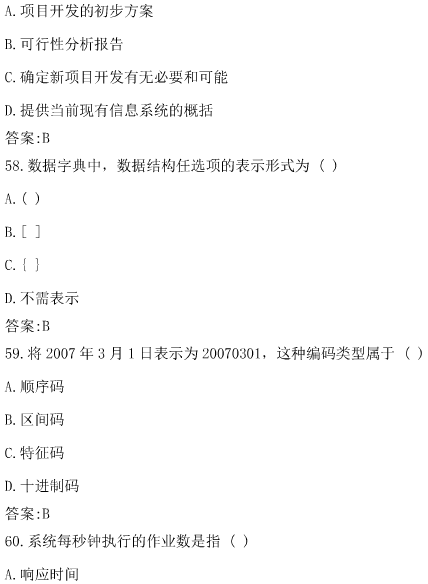 A.项目开发的初步方案
B.可行性分析报告
C.确定新项目开发有无必要和可能
D.提供当前现有信息系统的概括
答案:B
58.数据字典中，数据结构任选项的表示形式为 ( )
A.( )
B.[ ]
C.{ }
D.不需表示
答案:B
59.将 2007 年 3 月 1 日表示为 20070301，这种编码类型属于 ( )
A.顺序码
B.区间码
C.特征码
D.十进制码
答案:B
60.系统每秒钟执行的作业数是指 ( )
A.响应时间